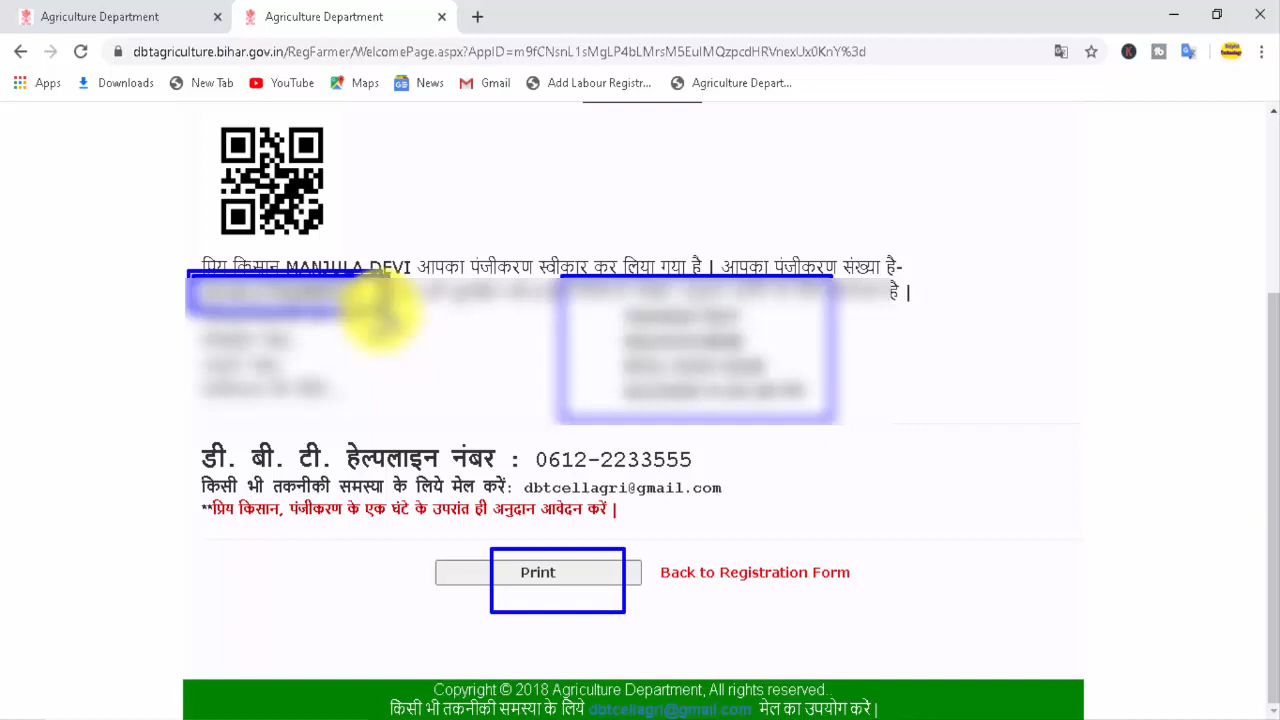 Agriculture Department
Agriculture Department
dbtagriculture.bihar.gov.in/RegFarmer/WelcomePage.aspx?AppID=m9fCNsnL1sMgLP4bLMrsM5EulMQzpcdHRVnexUx0KnY%3d
Apps Downloads New Tab YouTube Maps News Gmail Add Labour Registr... Agriculture Depart...
प्रिय किसान MANJULA DEVI आपका पंजीकरण स्वीकार कर लिया गया है | आपका पंजीकरण संख्या है-
है |
डी. बी. टी. हेल्पलाइन नंबर : 0612-2233555
किसी भी तकनीकी समस्या के लिये मेल करें: dbtcellagri@gmail.com
**प्रिय किसान, पंजीकरण के एक घंटे के उपरांत ही अनुदान आवेदन करें |
Print Back to Registration Form
Copyright © 2018 Agriculture Department, All rights reserved..
किसी भी तकनीकी समस्या के लिये dbtcellagri@gmail.com मेल का उपयोग करें |